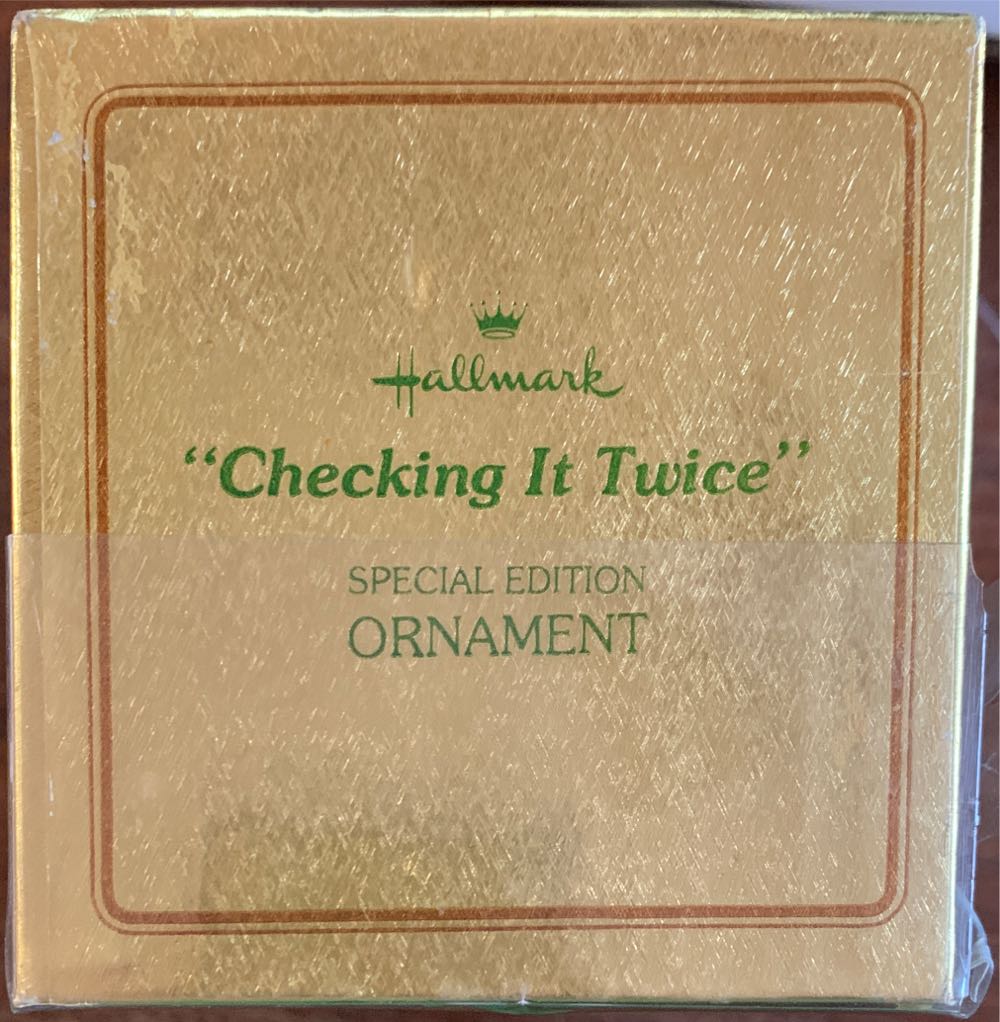 Hallmark
“Checking It Twice”
SPECIAL EDITION
ORNAMENT